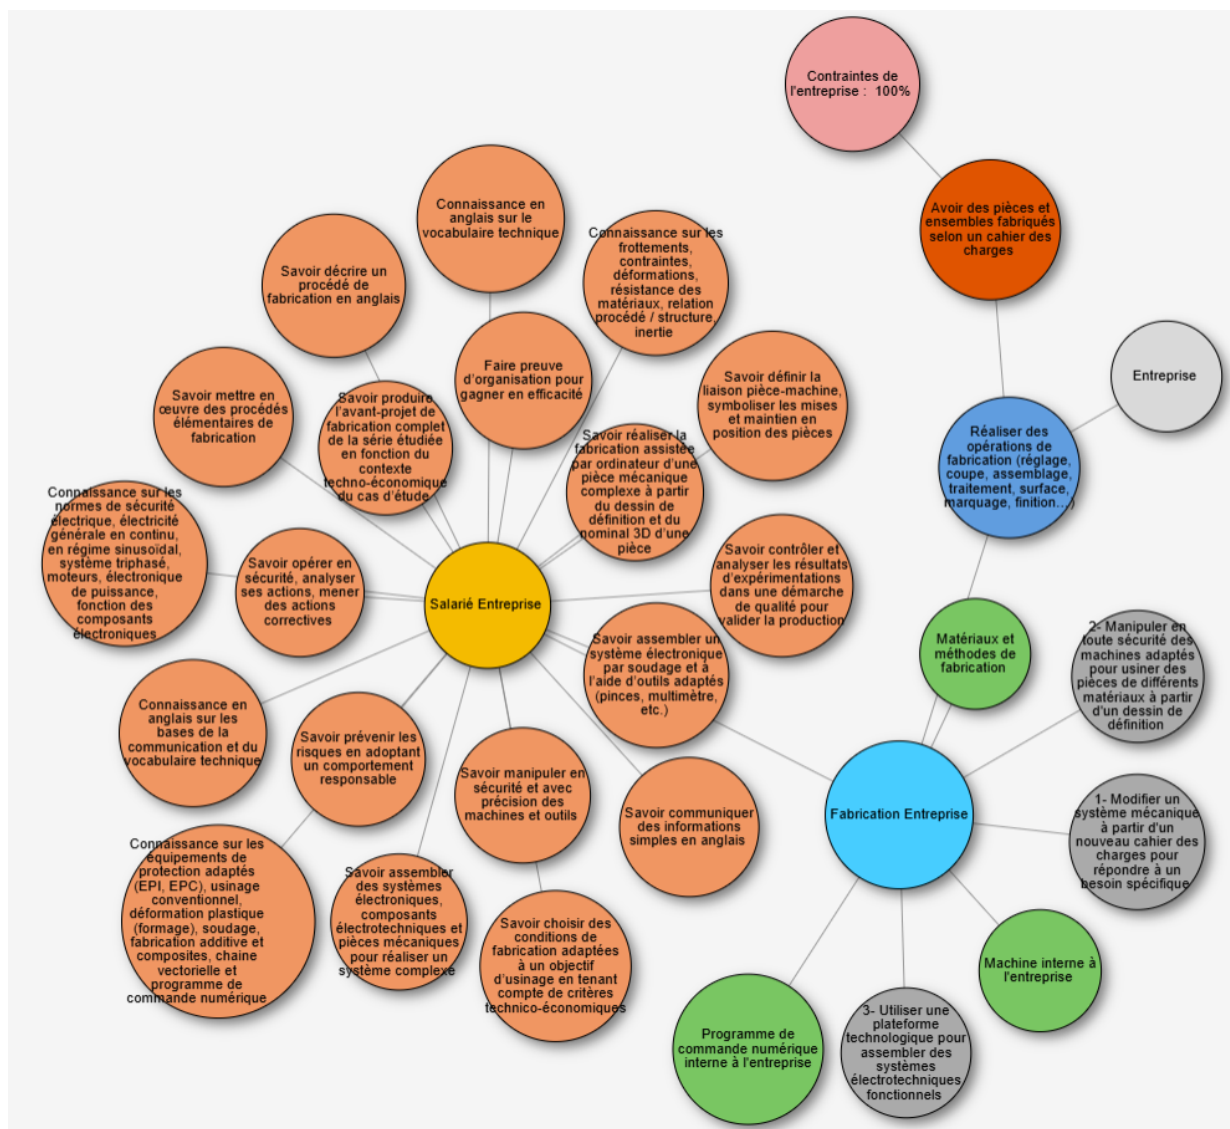 Contraintes de
l'entreprise :  100%
Avoir des pièces et
ensembles fabriqués
selon un cahier des
charges
Connaissance en
anglais sur le
vocabulaire technique
Connaissance sur les
frottements,
contraintes,
déformations,
résistance des
matériaux, relation
procédé / structure,
inertie
Savoir décrire un
procédé de
fabrication en anglais
Entreprise
Faire preuve
d'organisation pour
gagner en efficacité
Savoir définir la
liaison pièce-machine,
symboliser les mises
et maintien en
position des pièces
Savoir mettre en
œuvre des procédés
élémentaires de
fabrication
Savoir produire
l'avant-projet de
fabrication complet
de la série étudiée
en fonction du
contexte
techno-économique
du cas d'étude
Savoir réaliser la
fabrication assistée
par ordinateur d'une
pièce mécanique
complexe à partir
du dessin de
définition et du
nominal 3D d'une
pièce
Réaliser des
opérations de
fabrication (réglage,
coupe, assemblage,
traitement, surface,
marquage, finition...)
Connaissance sur les
normes de sécurité
électrique, électricité
générale en continu,
en régime sinusoïdal,
système triphasé,
moteurs, électronique
de puissance,
fonction des
composants
électroniques
Savoir opérer en
sécurité, analyser
ses actions, mener
des actions
correctives
Salarié Entreprise
Savoir contrôler et
analyser les résultats
d'expérimentations
dans une démarche
de qualité pour
valider la production
Savoir assembler un
système électronique
par soudage et à
l'aide d'outils adaptés
(pinces, multimètre,
etc.)
Matériaux et
méthodes de
fabrication
2- Manipuler en
toute sécurité des
machines adaptés
pour usiner des
pièces de différents
matériaux à partir
d'un dessin de
définition
Connaissance en
anglais sur les
bases de la
communication et du
vocabulaire technique
Savoir prévenir les
risques en adoptant
un comportement
responsable
Savoir manipuler en
sécurité et avec
précision des
machines et outils
Savoir communiquer
des informations
simples en anglais
Fabrication Entreprise
1- Modifier un
système mécanique
à partir d'un
nouveau cahier des
charges pour
répondre à un
besoin spécifique
Connaissance sur les
équipements de
protection adaptés
(EPI, EPC), usinage
conventionnel,
déformation plastique
(formage), soudage,
fabrication additive et
composites, chaine
vectorielle et
programme de
commande numérique
Savoir assembler
des systèmes
électroniques,
composants
électrotechniques et
pièces mécaniques
pour réaliser un
système complexe
Savoir choisir des
conditions de
fabrication adaptées
à un objectif
d'usinage en tenant
compte de critères
technico-économiques
Machine interne à
l'entreprise
Programme de
commande numérique
interne à l'entreprise
3- Utiliser une
plateforme
technologique pour
assembler des
systèmes
électrotechniques
fonctionnels